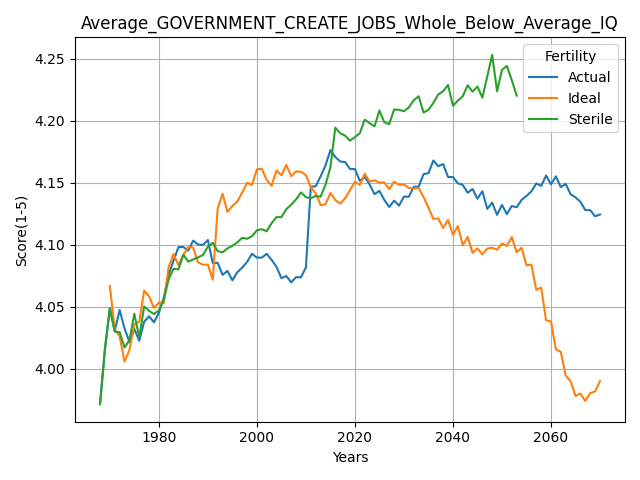 Average_GOVERNMENT_CREATE_JOBS_Whole_Below_Average_IQ
Fertility
Actual
Ideal
Sterile
Score(1-5)
4.25
4.20
4.15
4.10
4.05
4.00
1980
2000
2020
2040
2060
Years